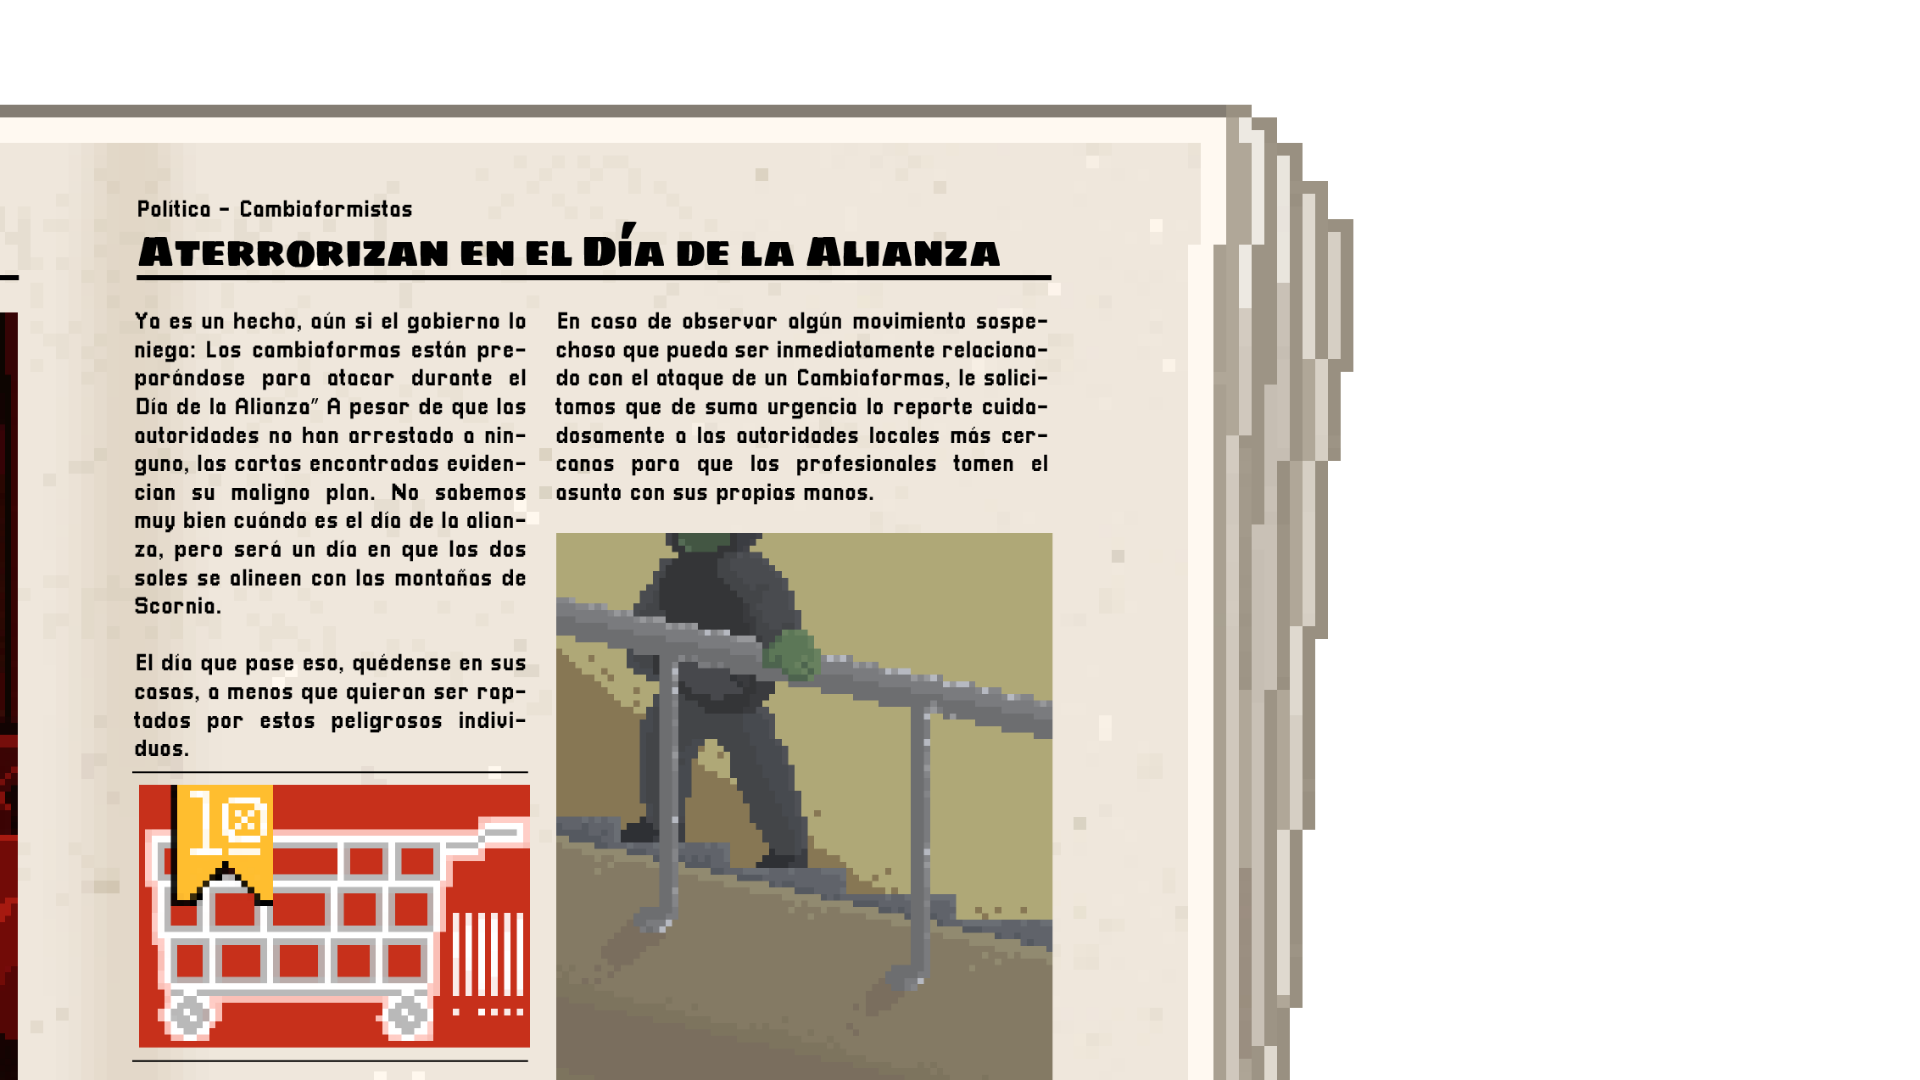 Política - Cambiaformistas
Aterrorizan en el Día de la Alianza
Ya es un hecho, aún si el gobierno lo
niega: Los cambiaformas están pre-
parándose para atacar durante el
Día de la Alianza" A pesar de que las
autoridades no han arrestado a nin-
guno, las cartas encontradas eviden-
cian su maligno plan. No sabemos
muy bien cuándo es el día de la alian-
za, pero será un día en que los dos
soles se alineen con las montañas de
Scornia.
El día que pase eso, quédense en sus
casas, a menos que quieran ser rap-
tados por estos peligrosos indivi-
duos.
10
En caso de observar algún movimiento sospe-
choso que pueda ser inmediatamente relaciona-
do con el ataque de un Cambiaformas, le solici-
tamos que de suma urgencia lo reporte cuida-
dosamente a las autoridades locales más cer-
canas para que los profesionales tomen el
asunto con sus propias manos.